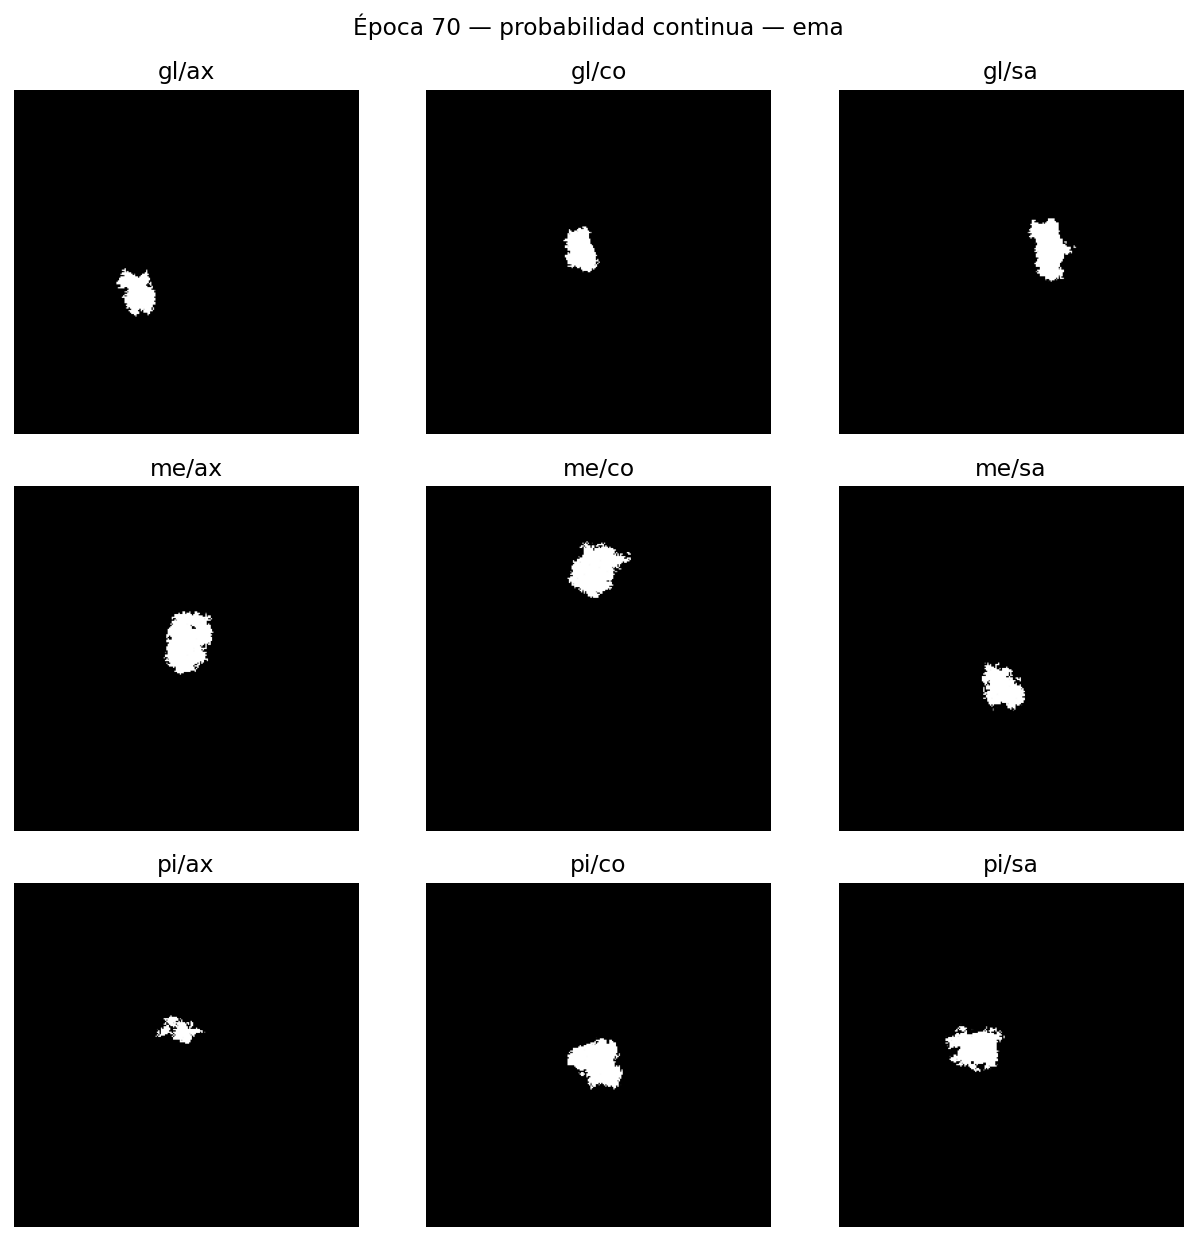 Época 70 — probabilidad continua — ema
gl/ax
gl/co
gl/sa
me/ax
me/co
me/sa
pi/ax
pi/co
pi/sa